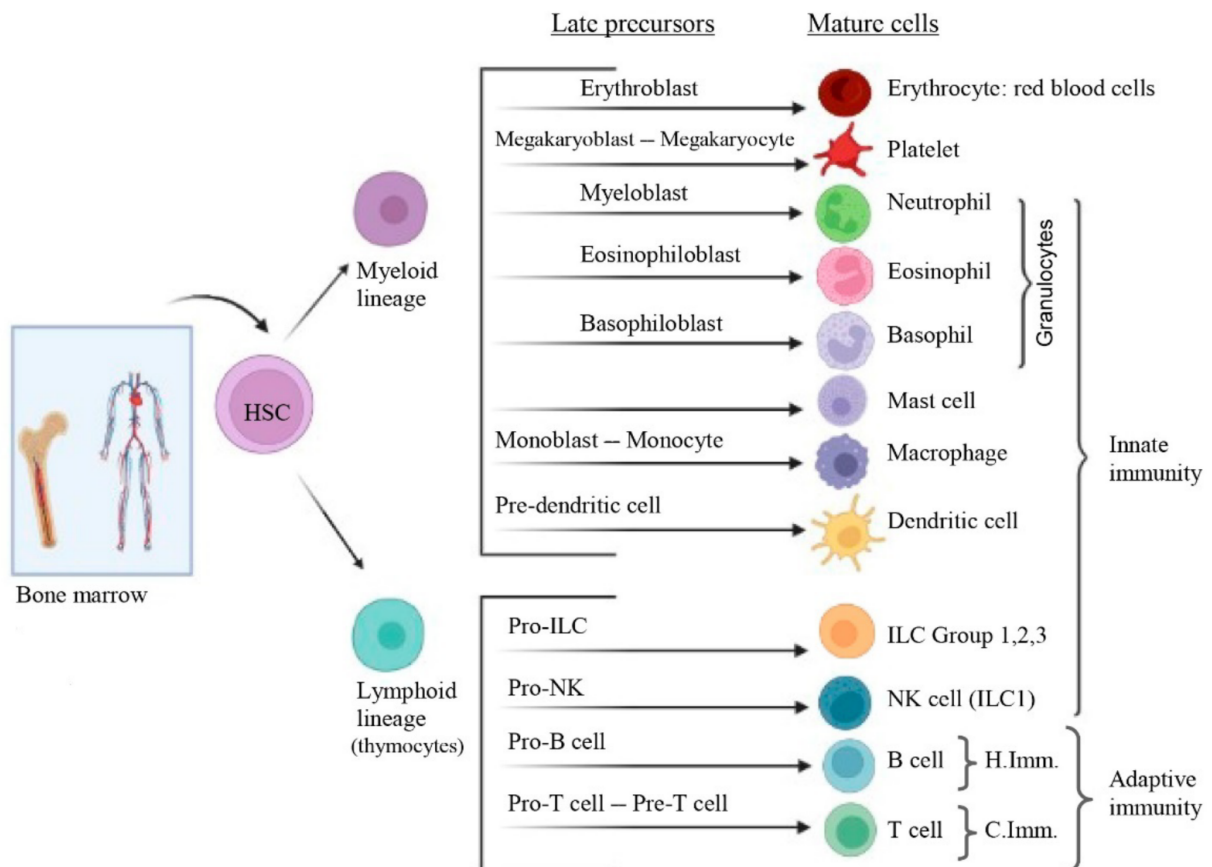 Late precursors
Mature cells
Erythroblast
Erythrocyte: red blood cells
Megakaryoblast – Megakaryocyte
Platelet
Myeloblast
Neutrophil
Eosinophiloblast
Eosinophil
Basophiloblast
Basophil
Granulocytes
Mast cell
Monoblast – Monocyte
Macrophage
Pre-dendritic cell
Dendritic cell
Innate
immunity
Myeloid
lineage
HSC
Bone marrow
Lymphoid
lineage
(thymocytes)
Pro-ILC
ILC Group 1,2,3
Pro-NK
NK cell (ILC1)
Pro-B cell
B cell
H.Imm.
Pro-T cell – Pre-T cell
T cell
C.Imm.
Adaptive
immunity